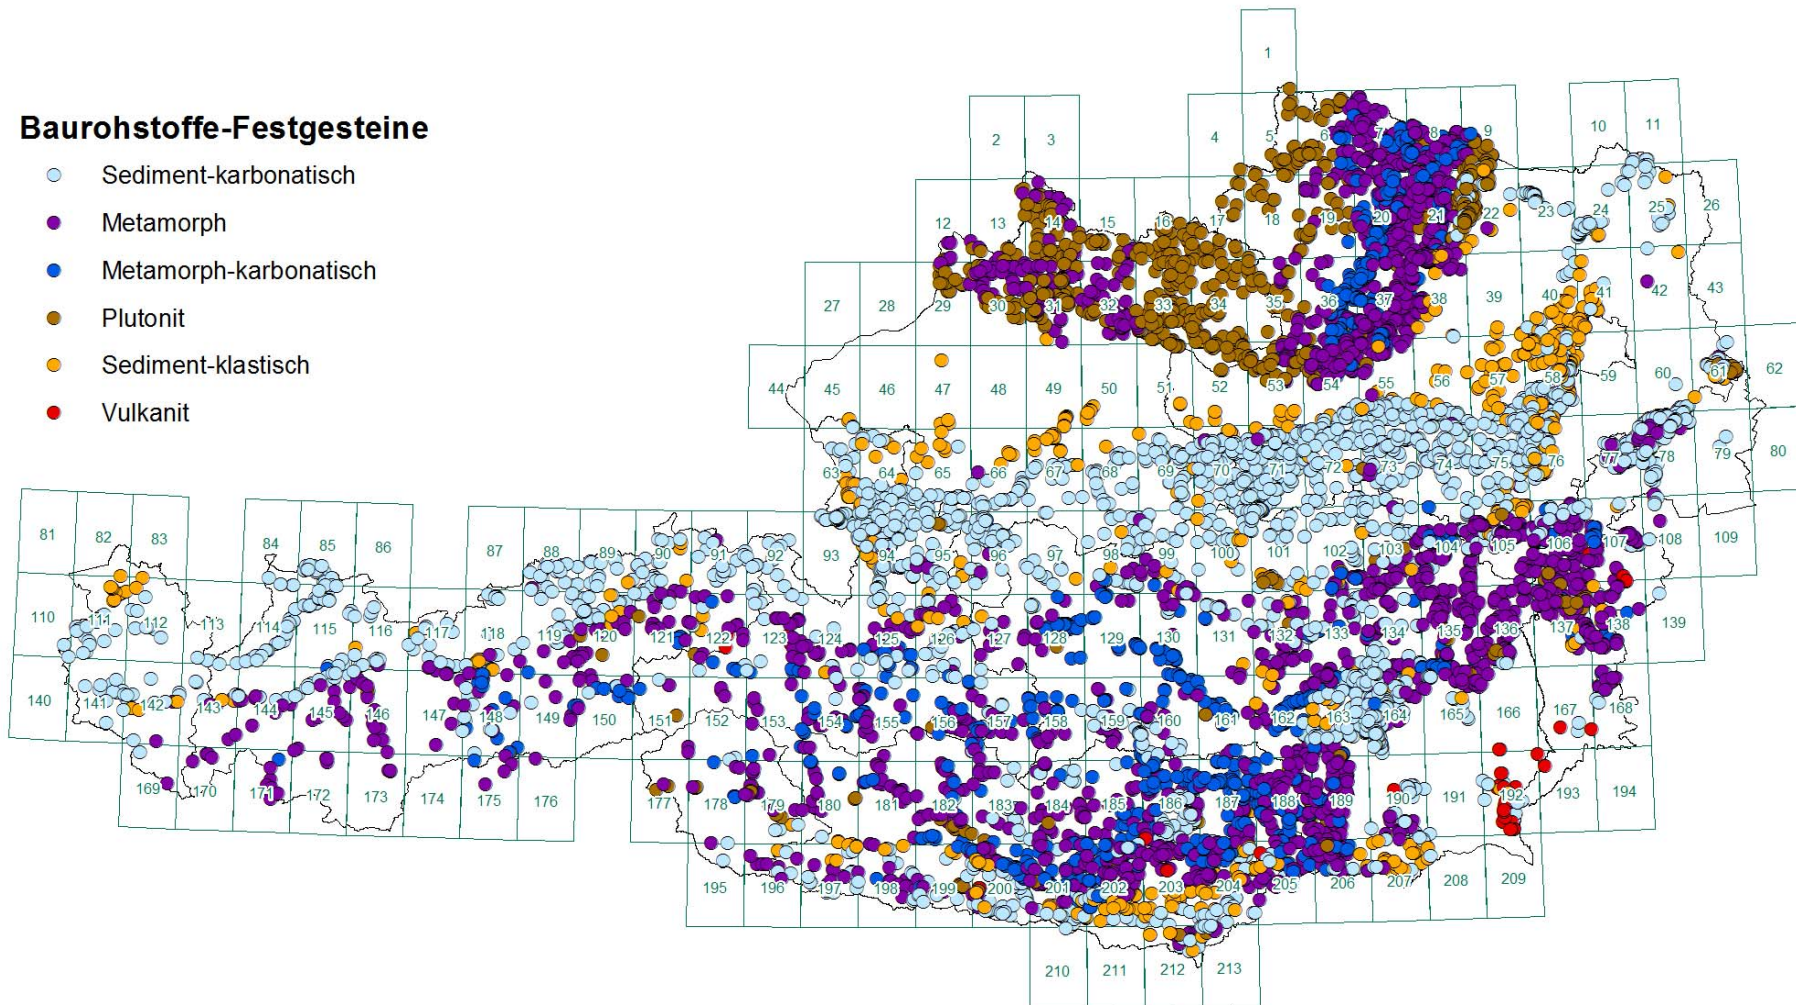 Baurohstoffe-Festgesteine
Sediment-karbonatisch
Metamorph
Metamorph-karbonatisch
Plutonit
Sediment-klastisch
Vulkanit
1
2 3 4 5 6 7 8 9 10 11
12 13 14 15 16 17 18 19 20 21 22 23 24 25 26
27 28 29 30 31 32 33 34 35 36 37 38 39 40 41 42 43
44 45 46 47 48 49 50 51 52 53 54 55 56 57 58 59 60 61 62
63 64 65 66 67 68 69 70 71 72 73 74 75 76 77 78 79 80
81 82 83 84 85 86 87 88 89 90 91 92 93 94 95 96 97 98 99 100 101 102 103 104 105 106 107 108 109
110 111 112 113 114 115 116 117 118 119 120 121 122 123 124 125 126 127 128 129 130 131 132 133 134 135 136 137 138 139
140 141 142 143 144 145 146 147 148 149 150 151 152 153 154 155 156 157 158 159 160 161 162 163 164 165 166 167 168
169 170 171 172 173 174 175 176 177 178 179 180 181 182 183 184 185 186 187 188 189 190 191 192 193 194
195 196 197 198 199 200 201 202 203 204 205 206 207 208 209
210 211 212 213